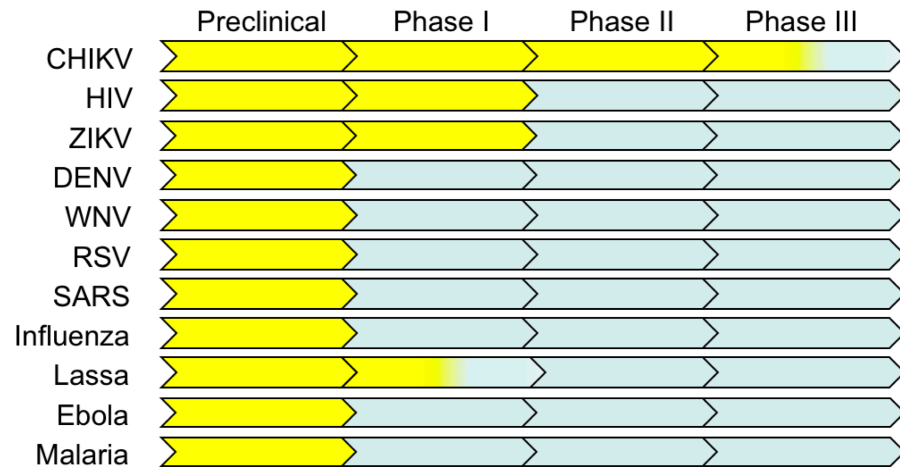 Preclinical Phase I Phase II Phase III
CHIKV
HIV
ZIKV
DENV
WNV
RSV
SARS
Influenza
Lassa
Ebola
Malaria